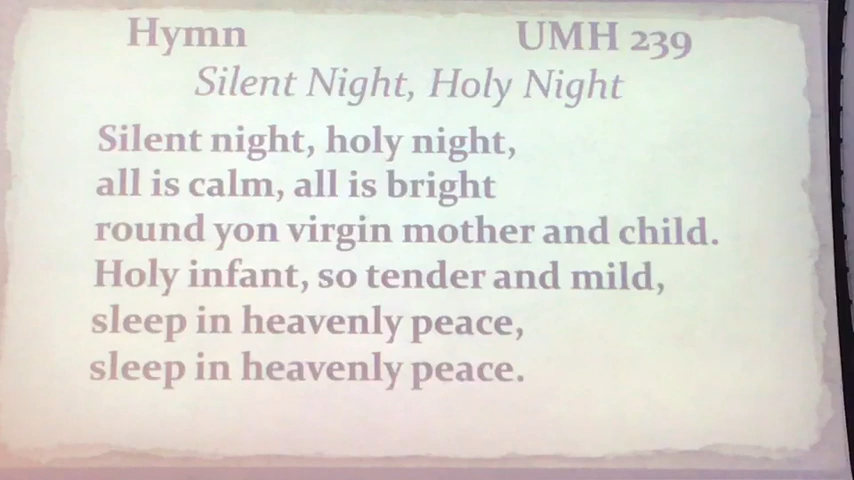 Hymn UMH 239
Silent Night, Holy Night
Silent night, holy night,
all is calm, all is bright
round yon virgin mother and child.
Holy infant, so tender and mild,
sleep in heavenly peace,
sleep in heavenly peace.